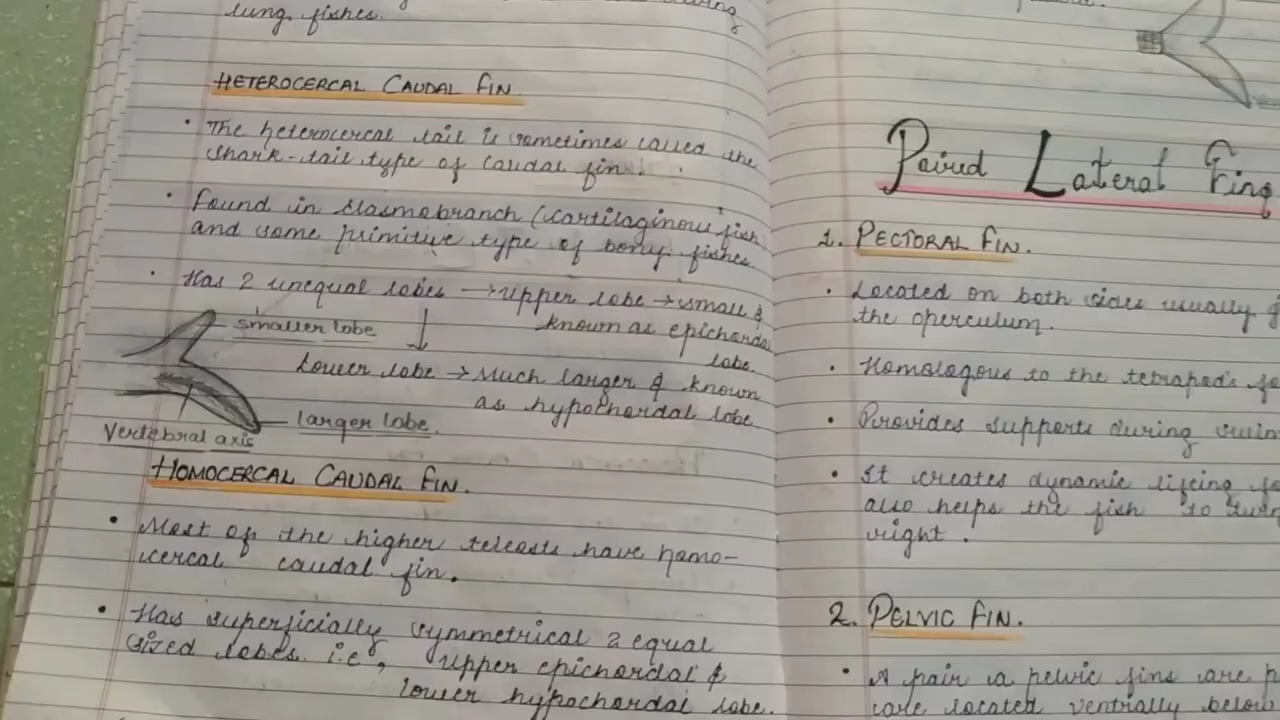 lung fishes.
HETEROCERCAL CAUDAL FIN.
• The heterocercal tail is sometimes called the
shark-tail type of caudal fin.
• Found in Elasmobranch (cartilaginous fish
and some primitive type of bony fishes
• Has 2 unequal lobes → upper lobe → small &
known as epichordal
lobe.
smaller lobe
Lower lobe → Much larger & known
as hypochordal lobe
larger lobe.
Vertebral axis
HOMOCERCAL CAUDAL FIN.
• Most of the higher teleosts have homo-
cercal caudal fin.
• Has superficially symmetrical 2 equal
sized lobes i.e, upper epichordal &
lower hypochordal lobe.
Paired Lateral Fins
1. PECTORAL FIN.
• Located on both sides usually
the operculum.
• Homologous to the tetrapod's
• Provides supports during
• It creates dynamic lifting
also helps the fish to turn
right.
2. PELVIC FIN.
• A pair a pelvic fins are
are located ventrally below